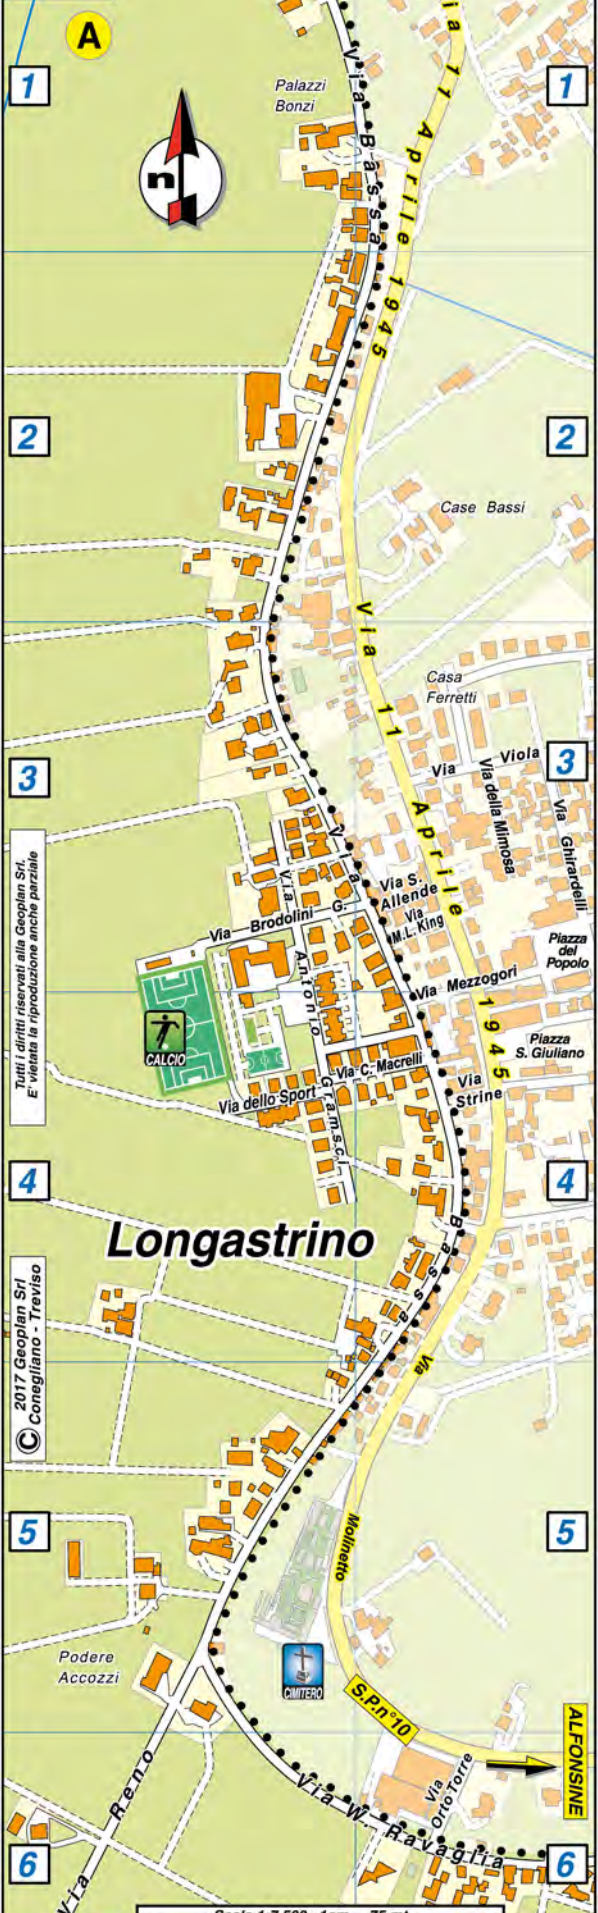 A
ia 11 Aprile 1945
Via Bassa
1
1
Palazzi
Bonzi
n
2
2
Case Bassi
Via 11 Aprile 1945
Casa
Ferretti
3
3
Via Viola
Via della Mimosa
Via Ghirardelli
Via Bassa
Via S.
Allende
Via
M.L. King
Via Brodolini G.
Via Antonio Gramsci
Piazza
del
Popolo
Via Mezzogori
Piazza
S. Giuliano
CALCIO
Via C. Macrelli
Via dello Sport
Via
Strine
Tutti i diritti riservati alla Geoplan Srl.
E' vietata la riproduzione anche parziale
4
4
Longastrino
© 2017 Geoplan Srl
Conegliano - Treviso
Via Molinetto
5
5
Podere
Accozzi
CIMITERO
S.P.n°10
ALFONSINE
Via
Orto Torre
Via Reno
Via W. Ravaglia
6
6